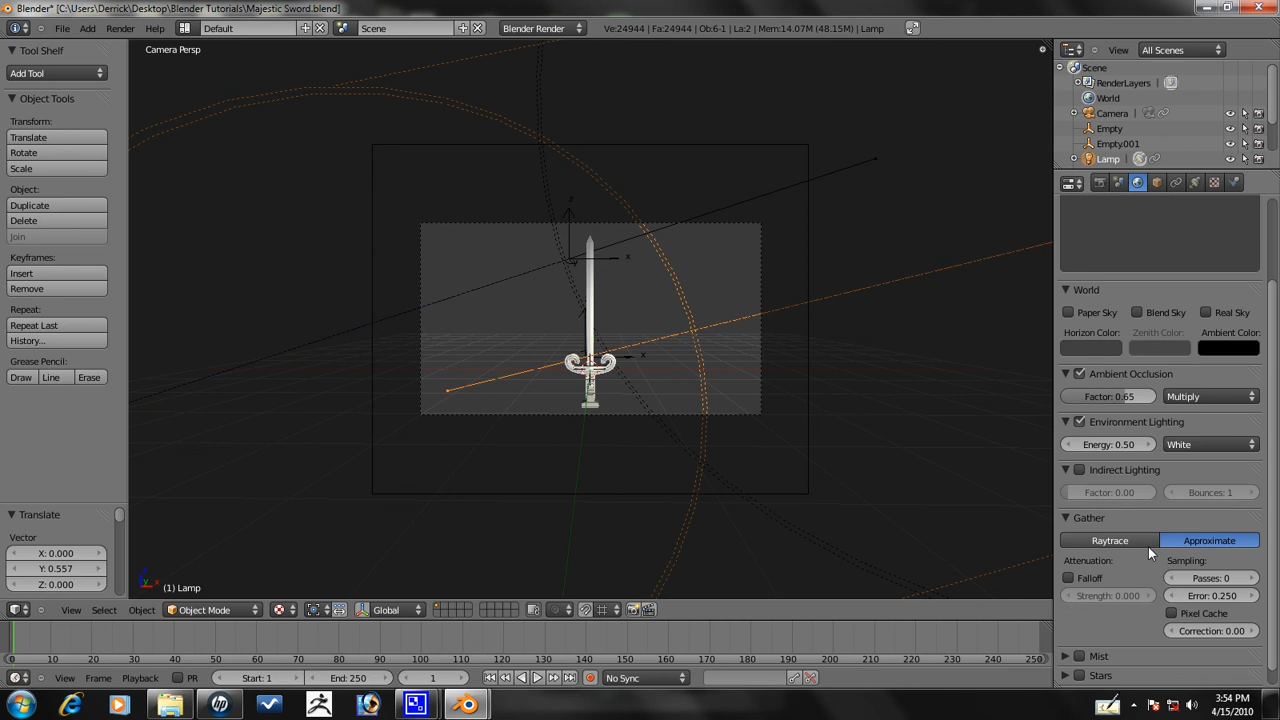 Blender* [C:\Users\Derrick\Desktop\Blender Tutorials\Majestic Sword.blend]
File Add Render Help Default Scene Blender Render Ve:24944 | Fa:24944 | Ob:6-1 | La:2 | Mem:14.07M (48.15M) | Lamp
Tool Shelf
Add Tool
Object Tools
Transform:
Translate
Rotate
Scale
Object:
Duplicate
Delete
Join
Keyframes:
Insert
Remove
Repeat:
Repeat Last
History...
Grease Pencil:
Draw Line Erase
Translate
Vector
X: 0.000
Y: 0.557
Z: 0.000
Camera Persp
z
x
x
y x
z
(1) Lamp
View Select Object Object Mode Global
View All Scenes
Scene
RenderLayers
World
Camera
Empty
Empty.001
Lamp
World
Paper Sky Blend Sky Real Sky
Horizon Color: Zenith Color: Ambient Color:
Ambient Occlusion
Factor: 0.65 Multiply
Environment Lighting
Energy: 0.50 White
Indirect Lighting
Factor: 0.00 Bounces: 1
Gather
Raytrace Approximate
Attenuation: Sampling:
Falloff Passes: 0
Strength: 0.000 Error: 0.250
Pixel Cache
Correction: 0.00
Mist
Stars
0 10 20 30 40 50 60 70 80 90 100 110 120 130 140 150 160 170 180 190 200 210 220 230 240 250
View Frame Playback PR Start: 1 End: 250 1 No Sync
3:54 PM
4/15/2010